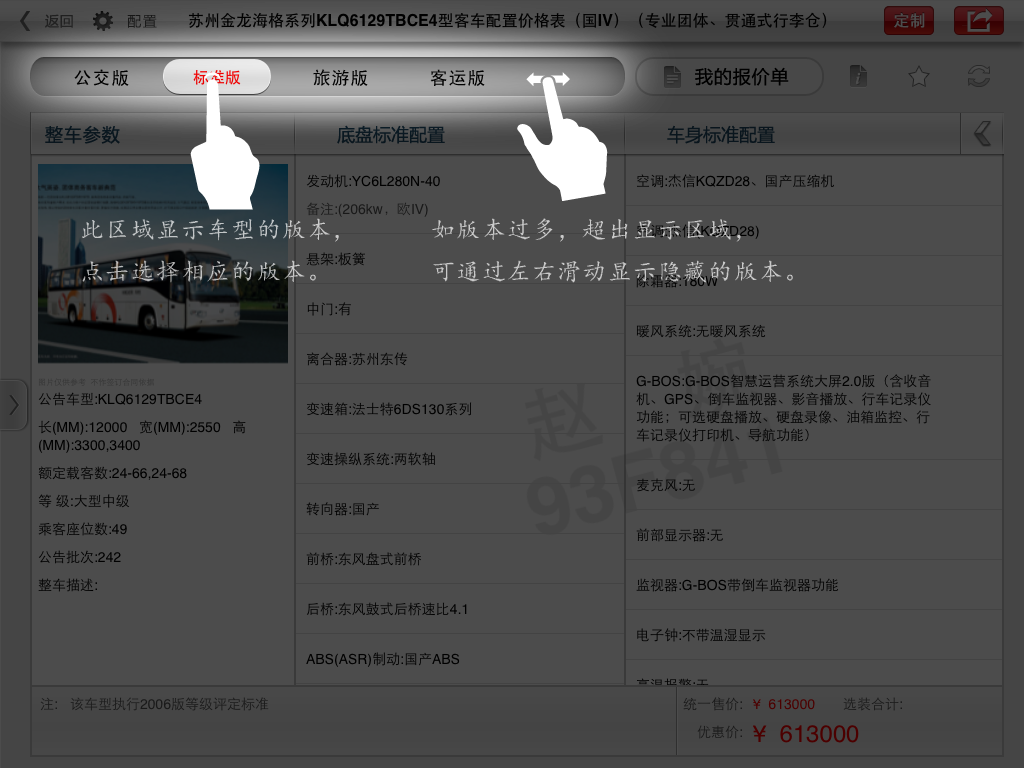 返回 配置 苏州金龙海格系列KLQ6129TBCE4型客车配置价格表（国Ⅳ）（专业团体、贯通式行李仓） 定制
公交版 标准版 旅游版 客运版 我的报价单
整车参数 底盘标准配置 车身标准配置
此区域显示车型的版本，
点击选择相应的版本。
如版本过多，超出显示区域，
可通过左右滑动显示隐藏的版本。
图片仅供参考 不作签订合同依据
公告车型:KLQ6129TBCE4
长(MM):12000 宽(MM):2550 高
(MM):3300,3400
额定载客数:24-66,24-68
等 级:大型中级
乘客座位数:49
公告批次:242
整车描述:
发动机:YC6L280N-40
备注:(206kw，欧Ⅳ)
悬架:板簧
中门:有
离合器:苏州东传
变速箱:法士特6DS130系列
变速操纵系统:两软轴
转向器:国产
前桥:东风盘式前桥
后桥:东风鼓式后桥速比4.1
ABS(ASR)制动:国产ABS
空调:杰信KQZD28、国产压缩机
除霜器:180W
暖风系统:无暖风系统
G-BOS:G-BOS智慧运营系统大屏2.0版（含收音
机、GPS、倒车监视器、影音播放、行车记录仪
功能；可选硬盘播放、硬盘录像、油箱监控、行
车记录仪打印机、导航功能）
麦克风:无
前部显示器:无
监视器:G-BOS带倒车监视器功能
电子钟:不带温湿显示
高温报警:无
赵 婉
93F841
注: 该车型执行2006版等级评定标准
统一售价: ￥ 613000 选装合计:
优惠价: ￥ 613000